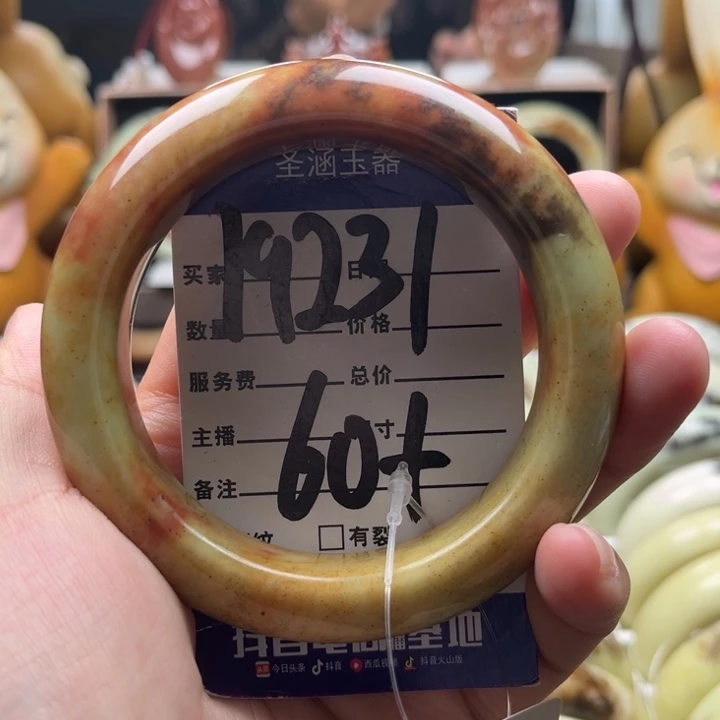 圣涵玉器
19231
买家 日期
数量 价格
服务费 总价
60+
主播 尺寸
备注
纹 □有裂
抖音电商基地
今日头条 抖音 西瓜视频 抖音火山版